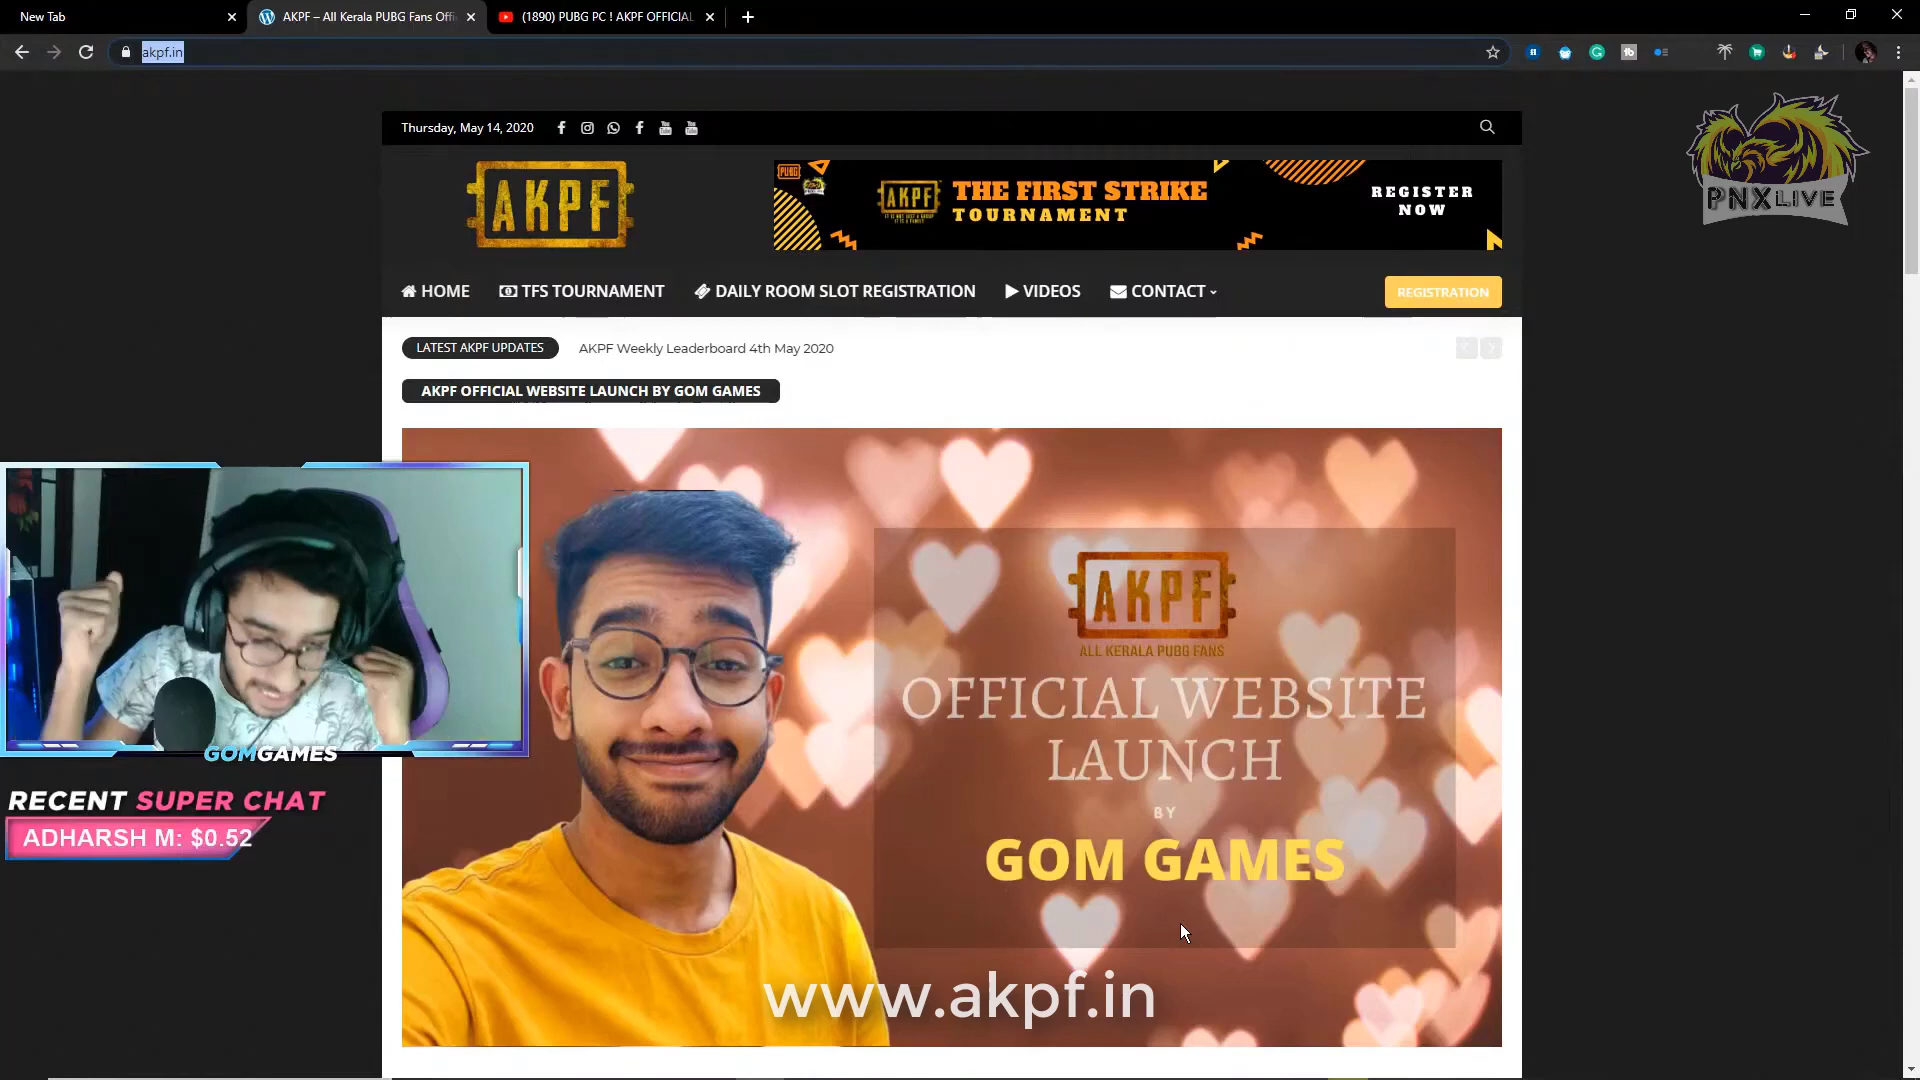 New Tab
AKPF – All Kerala PUBG Fans Offi
(1890) PUBG PC ! AKPF OFFICIAL
akpf.in
Thursday, May 14, 2020
AKPF
PUBG
AKPF
THE FIRST STRIKE
TOURNAMENT
REGISTER
NOW
PNXLIVE
HOME
TFS TOURNAMENT
DAILY ROOM SLOT REGISTRATION
VIDEOS
CONTACT
REGISTRATION
LATEST AKPF UPDATES
AKPF Weekly Leaderboard 4th May 2020
AKPF OFFICIAL WEBSITE LAUNCH BY GOM GAMES
AKPF
ALL KERALA PUBG FANS
OFFICIAL WEBSITE
LAUNCH
BY
GOM GAMES
www.akpf.in
GOMGAMES
RECENT SUPER CHAT
ADHARSH M: $0.52